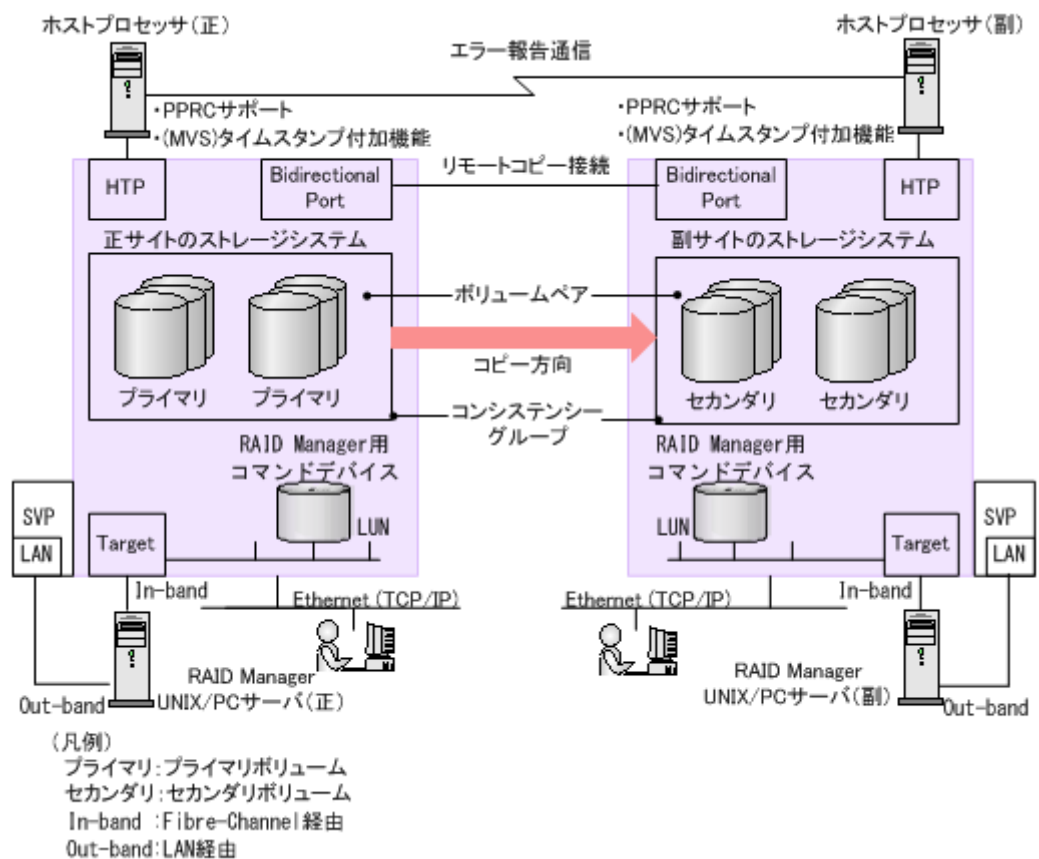 ホストプロセッサ(正)
ホストプロセッサ(副)
エラー報告通信
・PPRCサポート
・(MVS)タイムスタンプ付加機能
・PPRCサポート
・(MVS)タイムスタンプ付加機能
HTP
Bidirectional
Port
リモートコピー接続
Bidirectional
Port
HTP
正サイトのストレージシステム
副サイトのストレージシステム
ボリュームペア
コピー方向
プライマリ
プライマリ
セカンダリ
セカンダリ
コンシステンシー
グループ
RAID Manager用
コマンドデバイス
RAID Manager用
コマンドデバイス
SVP
LAN
Target
LUN
LUN
Target
SVP
LAN
In-band
Ethernet (TCP/IP)
Ethernet (TCP/IP)
In-band
RAID Manager
UNIX/PCサーバ(正)
Out-band
RAID Manager
UNIX/PCサーバ(副)
Out-band
(凡例)
プライマリ:プライマリボリューム
セカンダリ:セカンダリボリューム
In-band :Fibre-Channel経由
Out-band:LAN経由